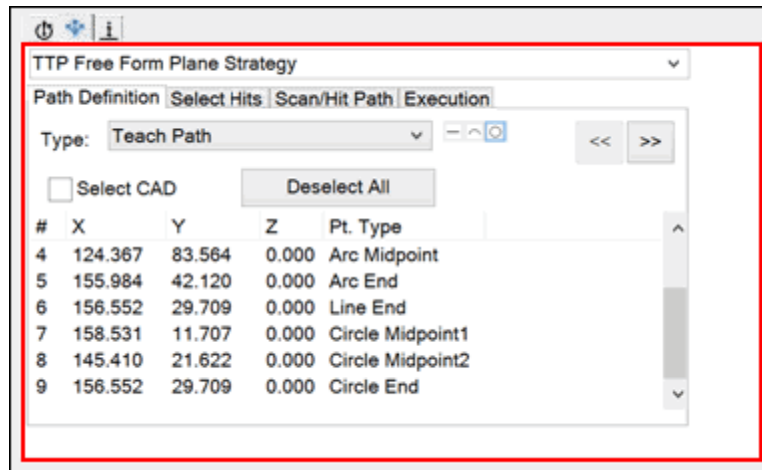 TTP Free Form Plane Strategy
Path Definition Select Hits Scan/Hit Path Execution
Type: Teach Path << >>
Select CAD Deselect All
# X Y Z Pt. Type
4 124.367 83.564 0.000 Arc Midpoint
5 155.984 42.120 0.000 Arc End
6 156.552 29.709 0.000 Line End
7 158.531 11.707 0.000 Circle Midpoint1
8 145.410 21.622 0.000 Circle Midpoint2
9 156.552 29.709 0.000 Circle End